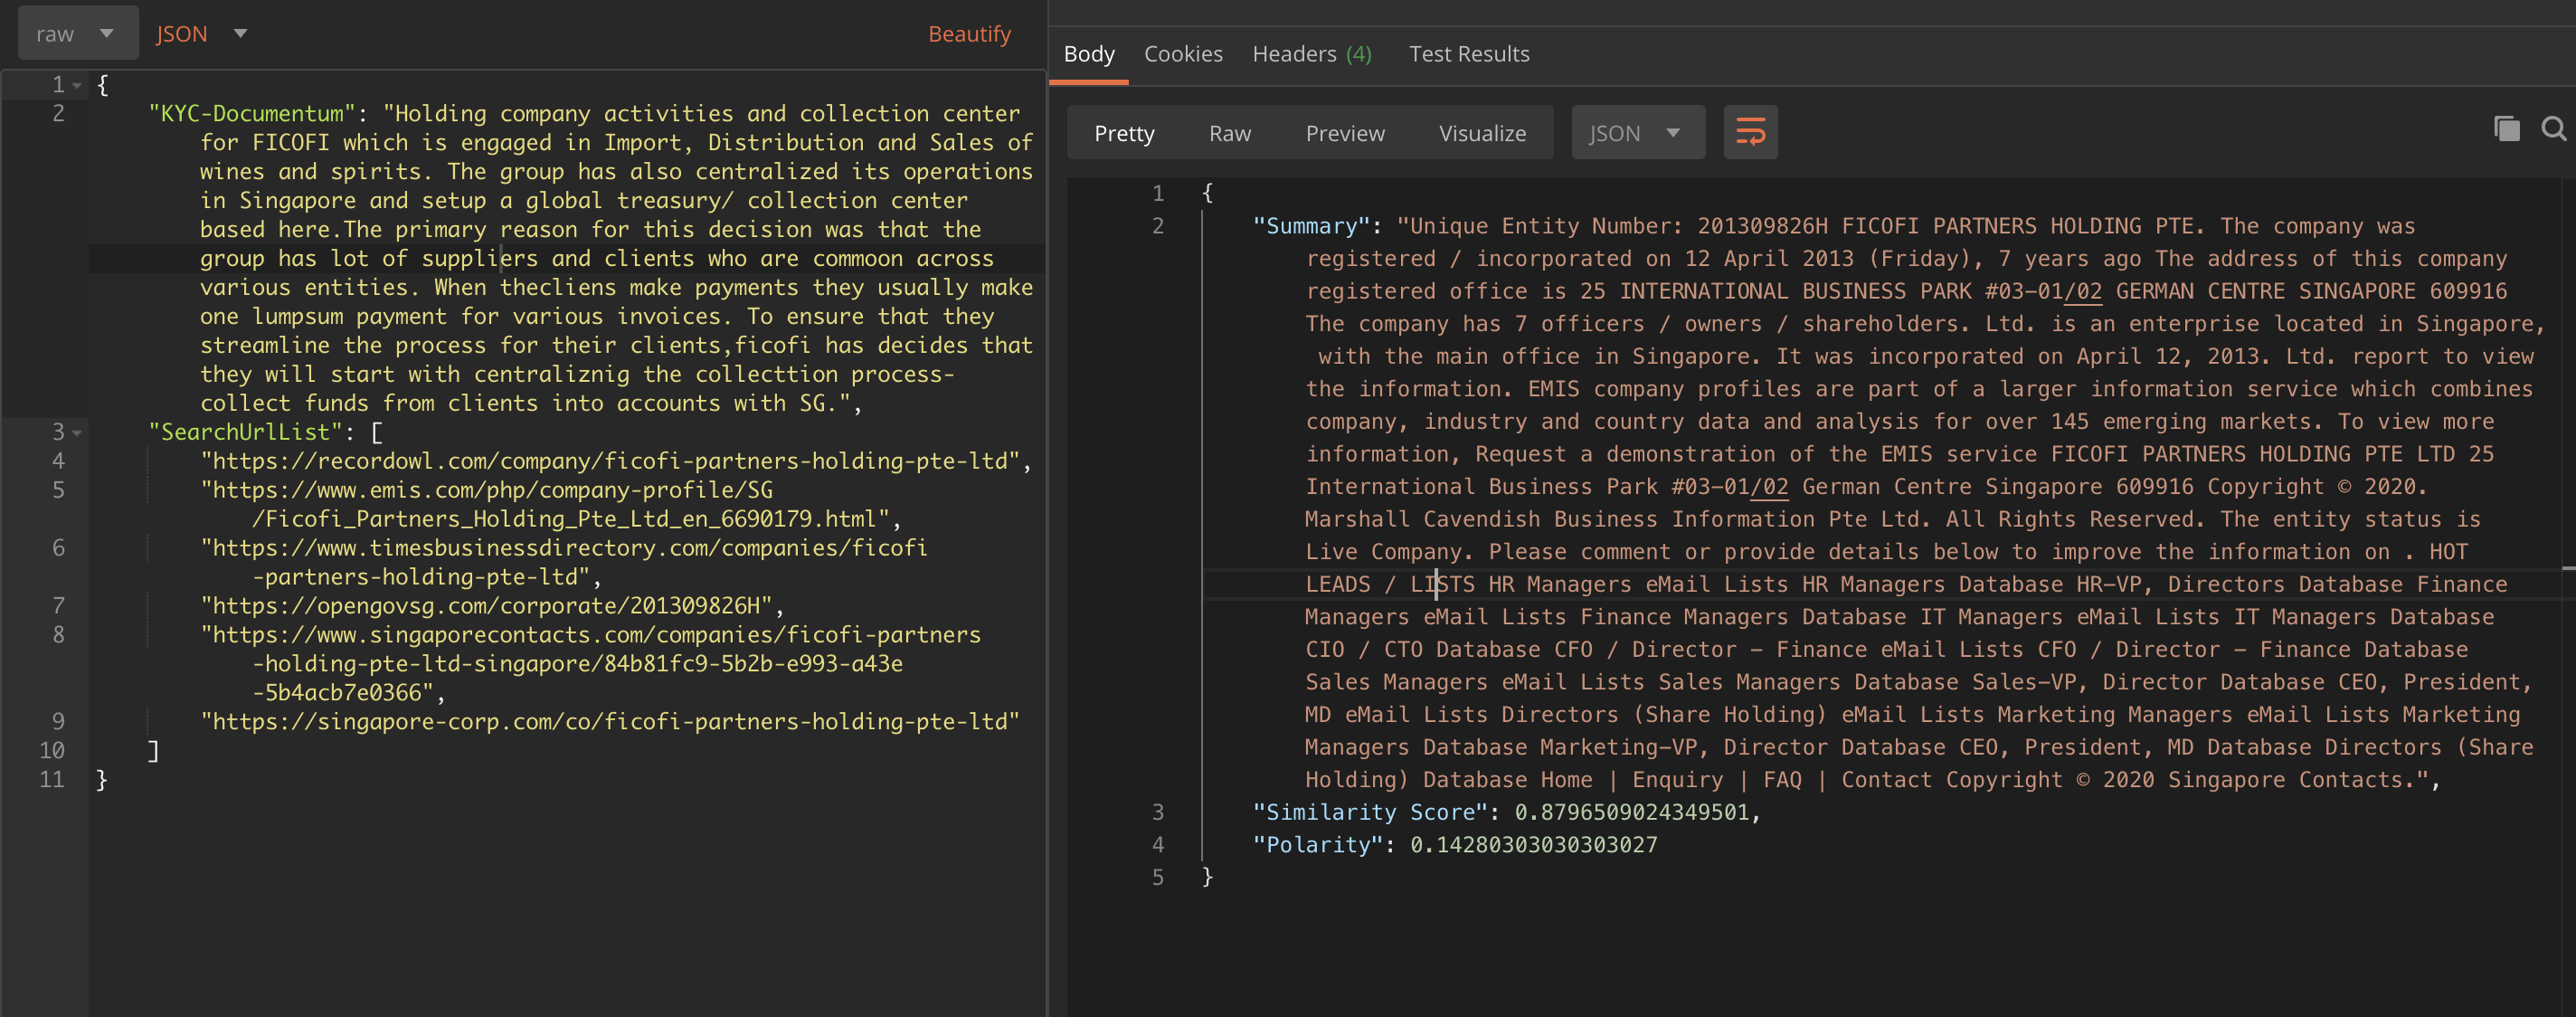 raw JSON Beautify
1 {
2 "KYC-Documentum": "Holding company activities and collection center
for FICOFI which is engaged in Import, Distribution and Sales of
wines and spirits. The group has also centralized its operations
in Singapore and setup a global treasury/ collection center
based here.The primary reason for this decision was that the
group has lot of suppliers and clients who are commoon across
various entities. When thecliens make payments they usually make
one lumpsum payment for various invoices. To ensure that they
streamline the process for their clients,ficofi has decides that
they will start with centraliznig the collecttion process-
collect funds from clients into accounts with SG.",
3 "SearchUrlList": [
4 "https://recordowl.com/company/ficofi-partners-holding-pte-ltd",
5 "https://www.emis.com/php/company-profile/SG
/Ficofi_Partners_Holding_Pte_Ltd_en_6690179.html",
6 "https://www.timesbusinessdirectory.com/companies/ficofi
-partners-holding-pte-ltd",
7 "https://opengovsg.com/corporate/201309826H",
8 "https://www.singaporecontacts.com/companies/ficofi-partners
-holding-pte-ltd-singapore/84b81fc9-5b2b-e993-a43e
-5b4acb7e0366",
9 "https://singapore-corp.com/co/ficofi-partners-holding-pte-ltd"
10 ]
11 }
Body Cookies Headers (4) Test Results
Pretty Raw Preview Visualize JSON
1 {
2 "Summary": "Unique Entity Number: 201309826H FICOFI PARTNERS HOLDING PTE. The company was
registered / incorporated on 12 April 2013 (Friday), 7 years ago The address of this company
registered office is 25 INTERNATIONAL BUSINESS PARK #03-01/02 GERMAN CENTRE SINGAPORE 609916
The company has 7 officers / owners / shareholders. Ltd. is an enterprise located in Singapore,
with the main office in Singapore. It was incorporated on April 12, 2013. Ltd. report to view
the information. EMIS company profiles are part of a larger information service which combines
company, industry and country data and analysis for over 145 emerging markets. To view more
information, Request a demonstration of the EMIS service FICOFI PARTNERS HOLDING PTE LTD 25
International Business Park #03-01/02 German Centre Singapore 609916 Copyright © 2020.
Marshall Cavendish Business Information Pte Ltd. All Rights Reserved. The entity status is
Live Company. Please comment or provide details below to improve the information on . HOT
LEADS / LISTS HR Managers eMail Lists HR Managers Database HR-VP, Directors Database Finance
Managers eMail Lists Finance Managers Database IT Managers eMail Lists IT Managers Database
CIO / CTO Database CFO / Director – Finance eMail Lists CFO / Director – Finance Database
Sales Managers eMail Lists Sales Managers Database Sales-VP, Director Database CEO, President,
MD eMail Lists Directors (Share Holding) eMail Lists Marketing Managers eMail Lists Marketing
Managers Database Marketing-VP, Director Database CEO, President, MD Database Directors (Share
Holding) Database Home | Enquiry | FAQ | Contact Copyright © 2020 Singapore Contacts.",
3 "Similarity Score": 0.8796509024349501,
4 "Polarity": 0.14280303030303027
5 }